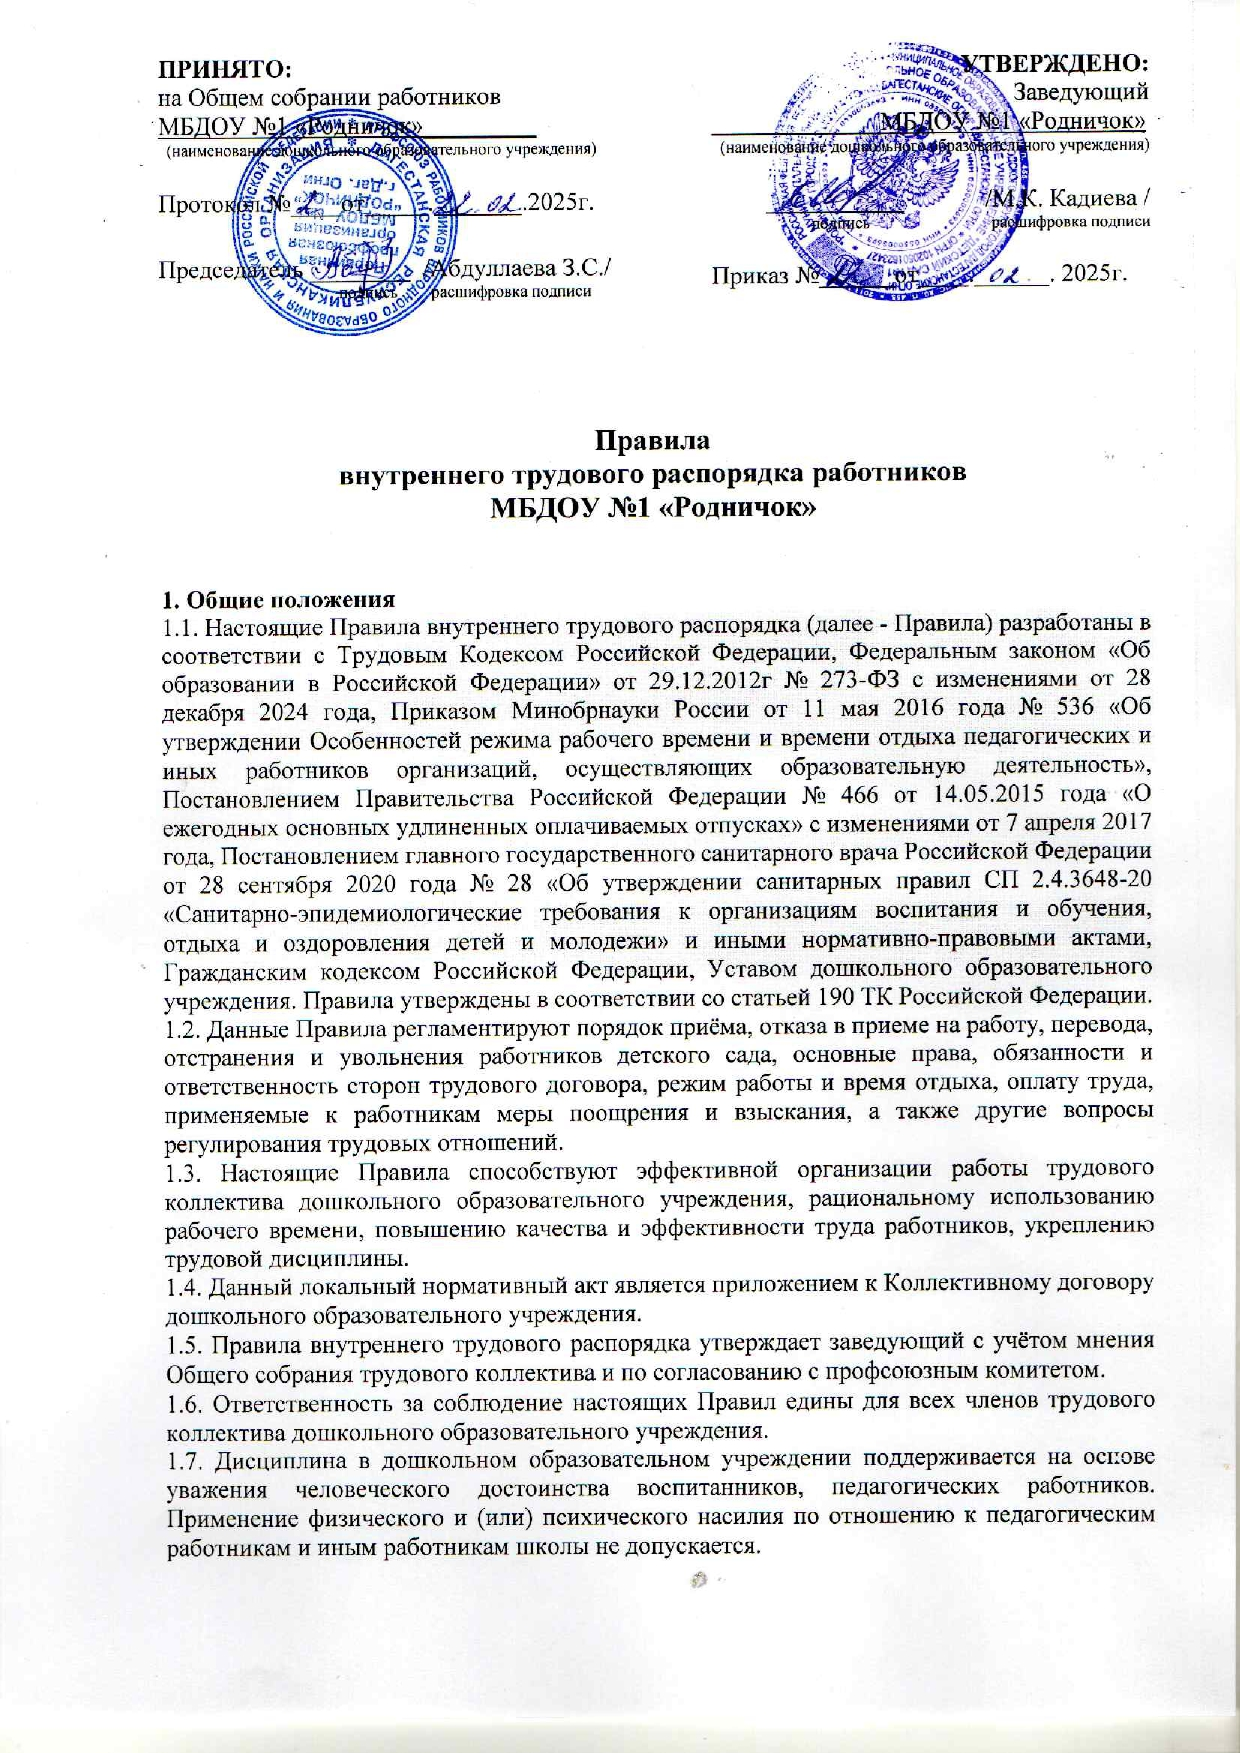 ПРИНЯТО:
на Общем собрании работников
МБДОУ №1 «Родничок»
(наименование дошкольного образовательного учреждения)
Протокол № 2 от 02.2025г.
Председатель Абдуллаева З.С./
подпись расшифровка подписи
УТВЕРЖДЕНО:
Заведующий
МБДОУ №1 «Родничок»
(наименование дошкольного образовательного учреждения)
/М.К. Кадиева /
подпись расшифровка подписи
Приказ № от . 02 . 2025г.
Правила
внутреннего трудового распорядка работников
МБДОУ №1 «Родничок»
1. Общие положения
1.1. Настоящие Правила внутреннего трудового распорядка (далее - Правила) разработаны в
соответствии с Трудовым Кодексом Российской Федерации, Федеральным законом «Об
образовании в Российской Федерации» от 29.12.2012г № 273-ФЗ с изменениями от 28
декабря 2024 года, Приказом Минобрнауки России от 11 мая 2016 года № 536 «Об
утверждении Особенностей режима рабочего времени и времени отдыха педагогических и
иных работников организаций, осуществляющих образовательную деятельность»,
Постановлением Правительства Российской Федерации № 466 от 14.05.2015 года «О
ежегодных основных удлиненных оплачиваемых отпусках» с изменениями от 7 апреля 2017
года, Постановлением главного государственного санитарного врача Российской Федерации
от 28 сентября 2020 года № 28 «Об утверждении санитарных правил СП 2.4.3648-20
«Санитарно-эпидемиологические требования к организациям воспитания и обучения,
отдыха и оздоровления детей и молодежи» и иными нормативно-правовыми актами,
Гражданским кодексом Российской Федерации, Уставом дошкольного образовательного
учреждения. Правила утверждены в соответствии со статьей 190 ТК Российской Федерации.
1.2. Данные Правила регламентируют порядок приёма, отказа в приеме на работу, перевода,
отстранения и увольнения работников детского сада, основные права, обязанности и
ответственность сторон трудового договора, режим работы и время отдыха, оплату труда,
применяемые к работникам меры поощрения и взыскания, а также другие вопросы
регулирования трудовых отношений.
1.3. Настоящие Правила способствуют эффективной организации работы трудового
коллектива дошкольного образовательного учреждения, рациональному использованию
рабочего времени, повышению качества и эффективности труда работников, укреплению
трудовой дисциплины.
1.4. Данный локальный нормативный акт является приложением к Коллективному договору
дошкольного образовательного учреждения.
1.5. Правила внутреннего трудового распорядка утверждает заведующий с учётом мнения
Общего собрания трудового коллектива и по согласованию с профсоюзным комитетом.
1.6. Ответственность за соблюдение настоящих Правил едины для всех членов трудового
коллектива дошкольного образовательного учреждения.
1.7. Дисциплина в дошкольном образовательном учреждении поддерживается на основе
уважения человеческого достоинства воспитанников, педагогических работников.
Применение физического и (или) психического насилия по отношению к педагогическим
работникам и иным работникам школы не допускается.